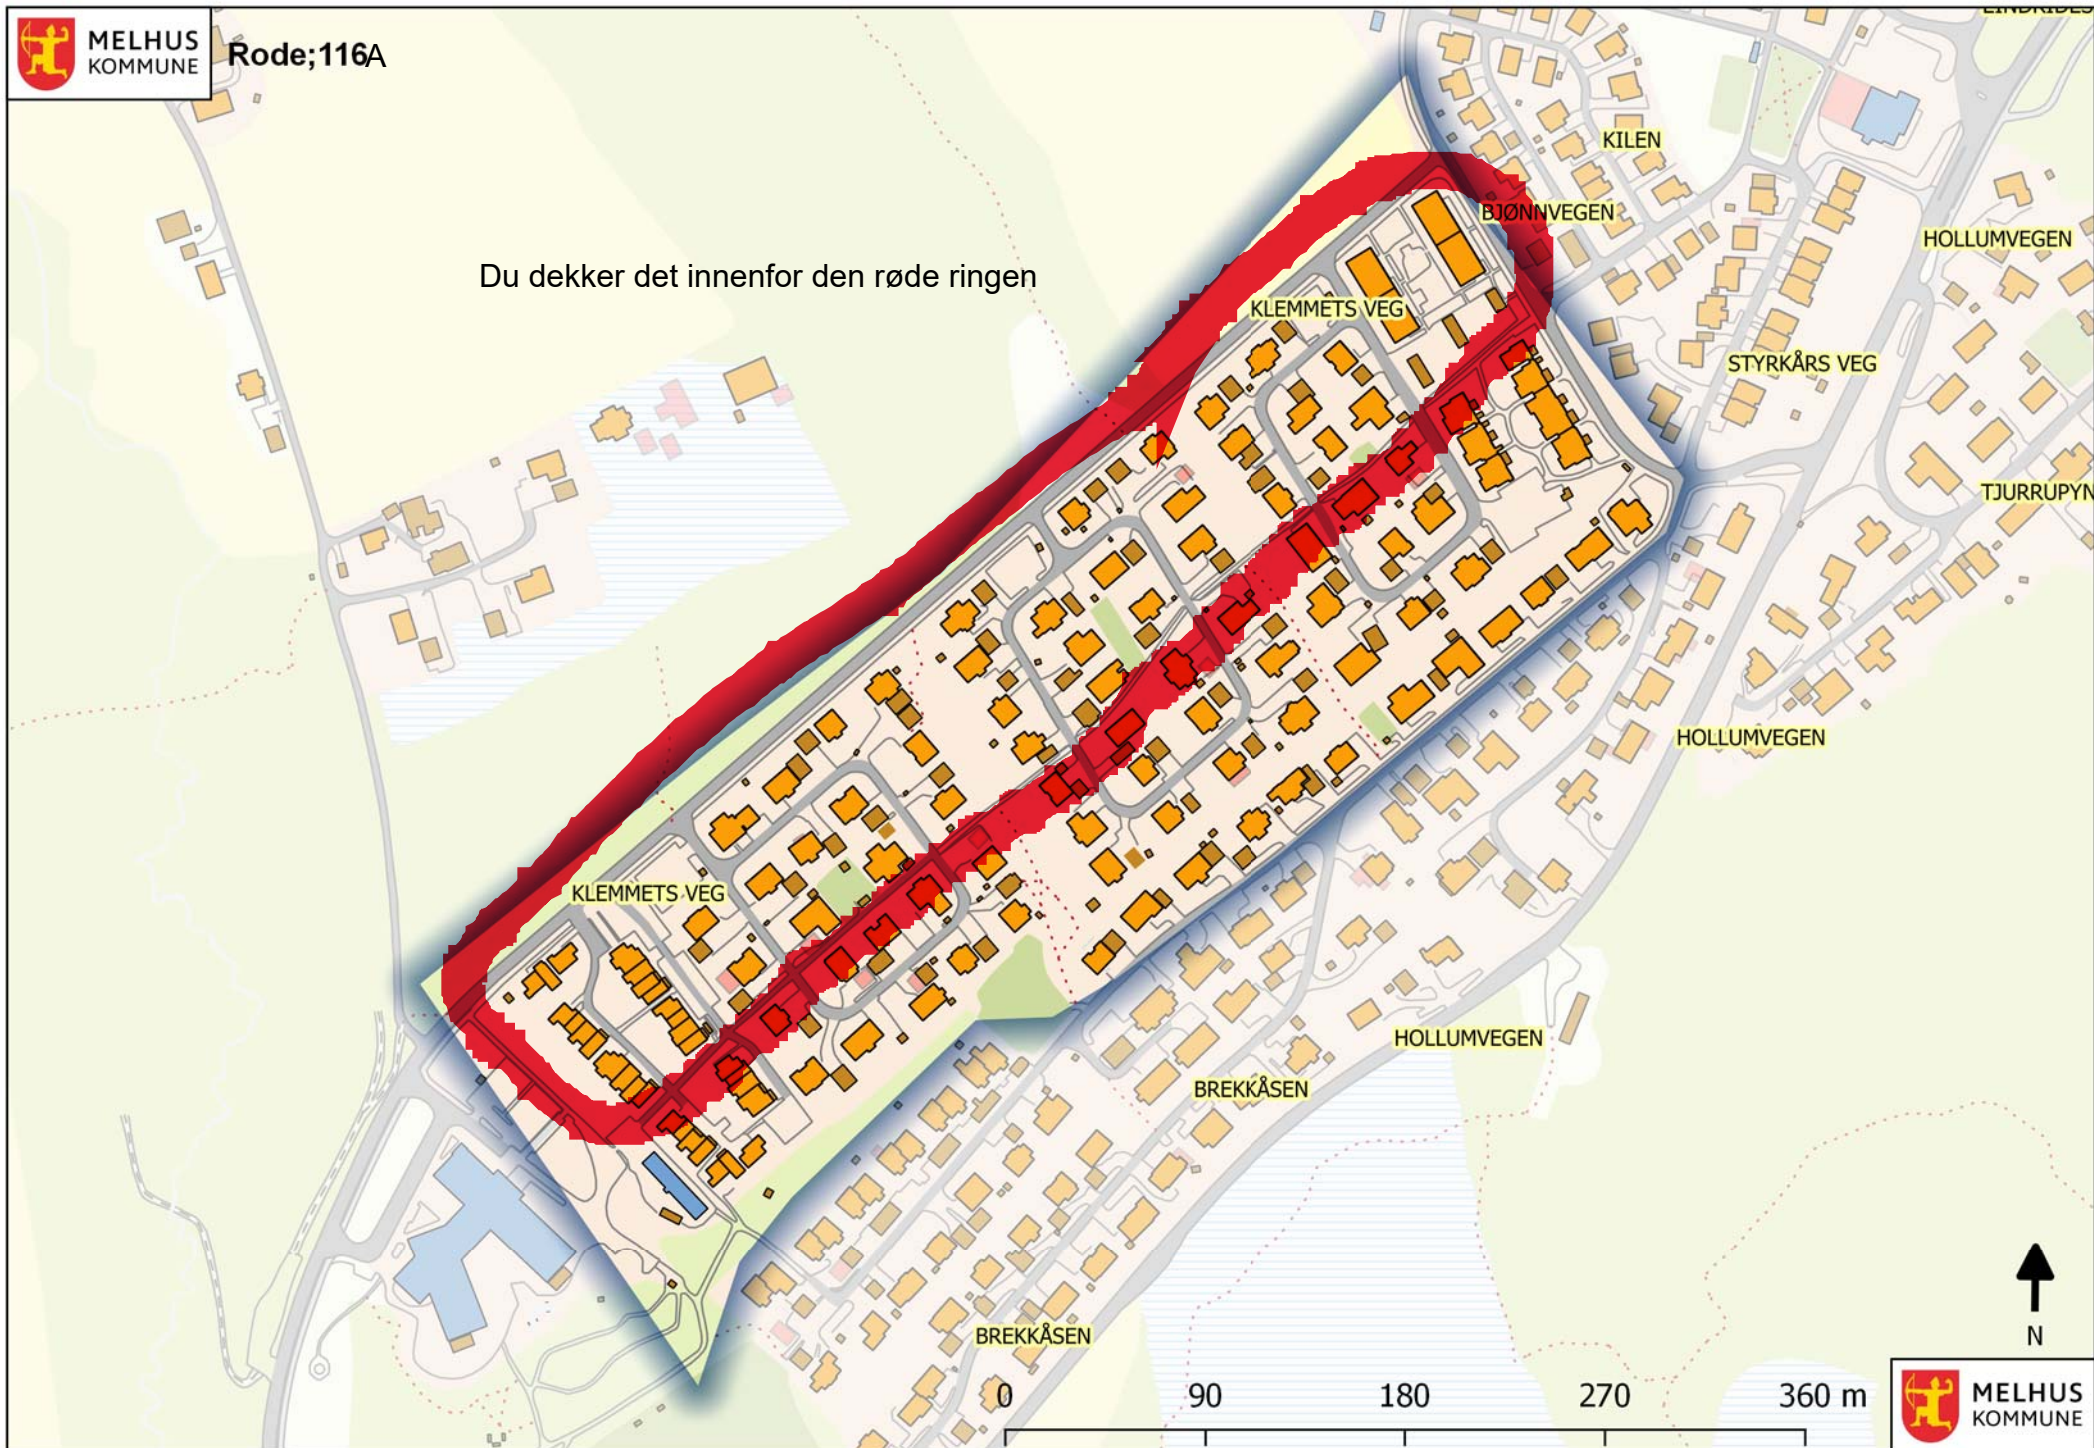 MELHUS
KOMMUNE
Rode;116A
KILEN
BJØNNVEGEN
HOLLUMVEGEN
Du dekker det innenfor den røde ringen
KLEMMETS VEG
STYRKÅRS VEG
TJURRUPYN
HOLLUMVEGEN
KLEMMETS VEG
HOLLUMVEGEN
BREKKÅSEN
BREKKÅSEN
N
0 90 180 270 360 m
MELHUS
KOMMUNE